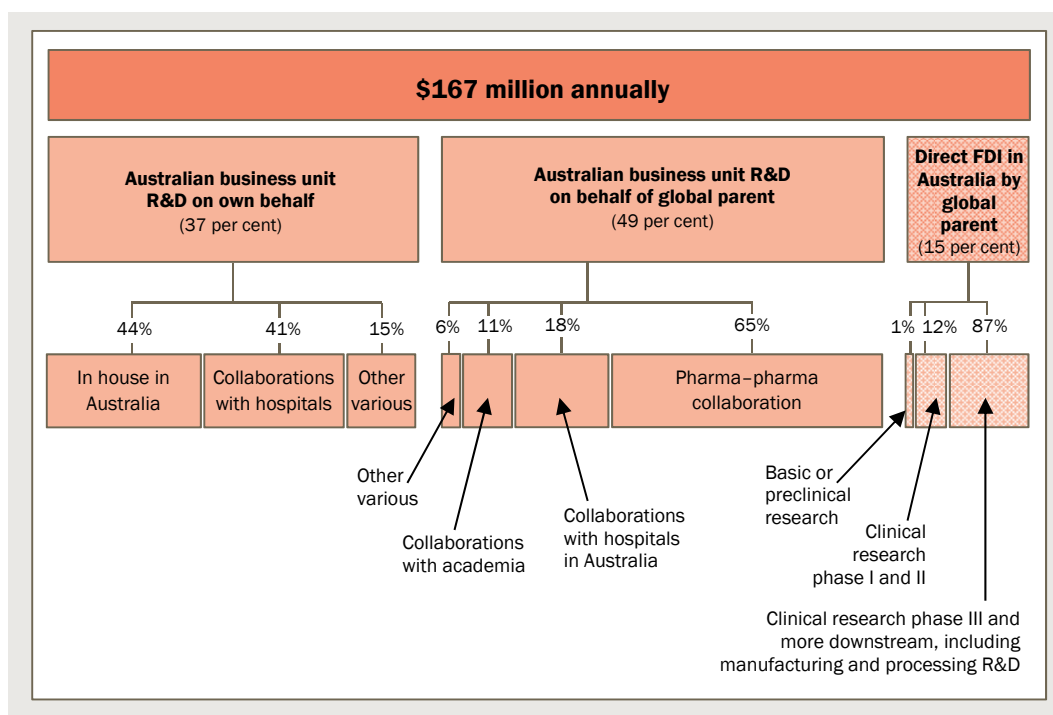 $167 million annually
Australian business unit
R&D on own behalf
(37 per cent)
Australian business unit R&D
on behalf of global parent
(49 per cent)
Direct FDI in
Australia by
global
parent
(15 per cent)
44%
41%
15%
6%
11%
18%
65%
1%
12%
87%
In house in
Australia
Collaborations
with hospitals
Other
various
Pharma–pharma
collaboration
Other
various
Collaborations
with academia
Collaborations
with hospitals
in Australia
Basic or
preclinical
research
Clinical
research
phase I and II
Clinical research phase III and
more downstream, including
manufacturing and processing R&D